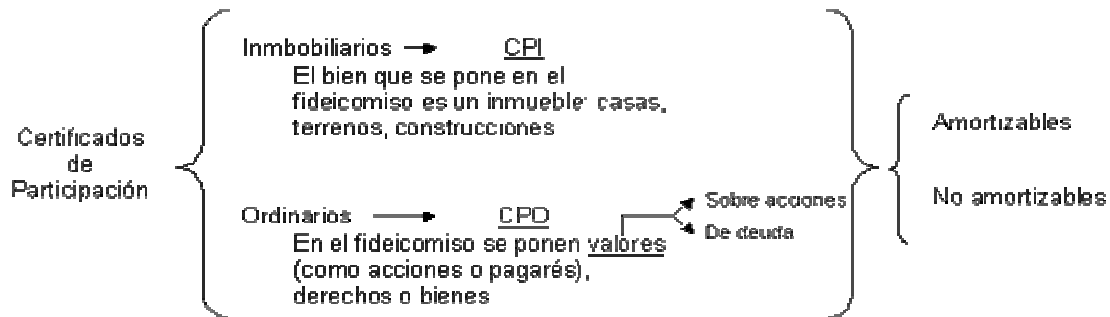 Certificados
de
Participación
Inmbobiliarios → CPI
El bien que se pone en el
fideicomiso es un inmueble: casas,
terrenos, construcciones
Ordinarios → CPO
En el fideicomiso se ponen valores
(como acciones o pagarés),
derechos o bienes
Sobre acciones
De deuda
Amortizables
No amortizables